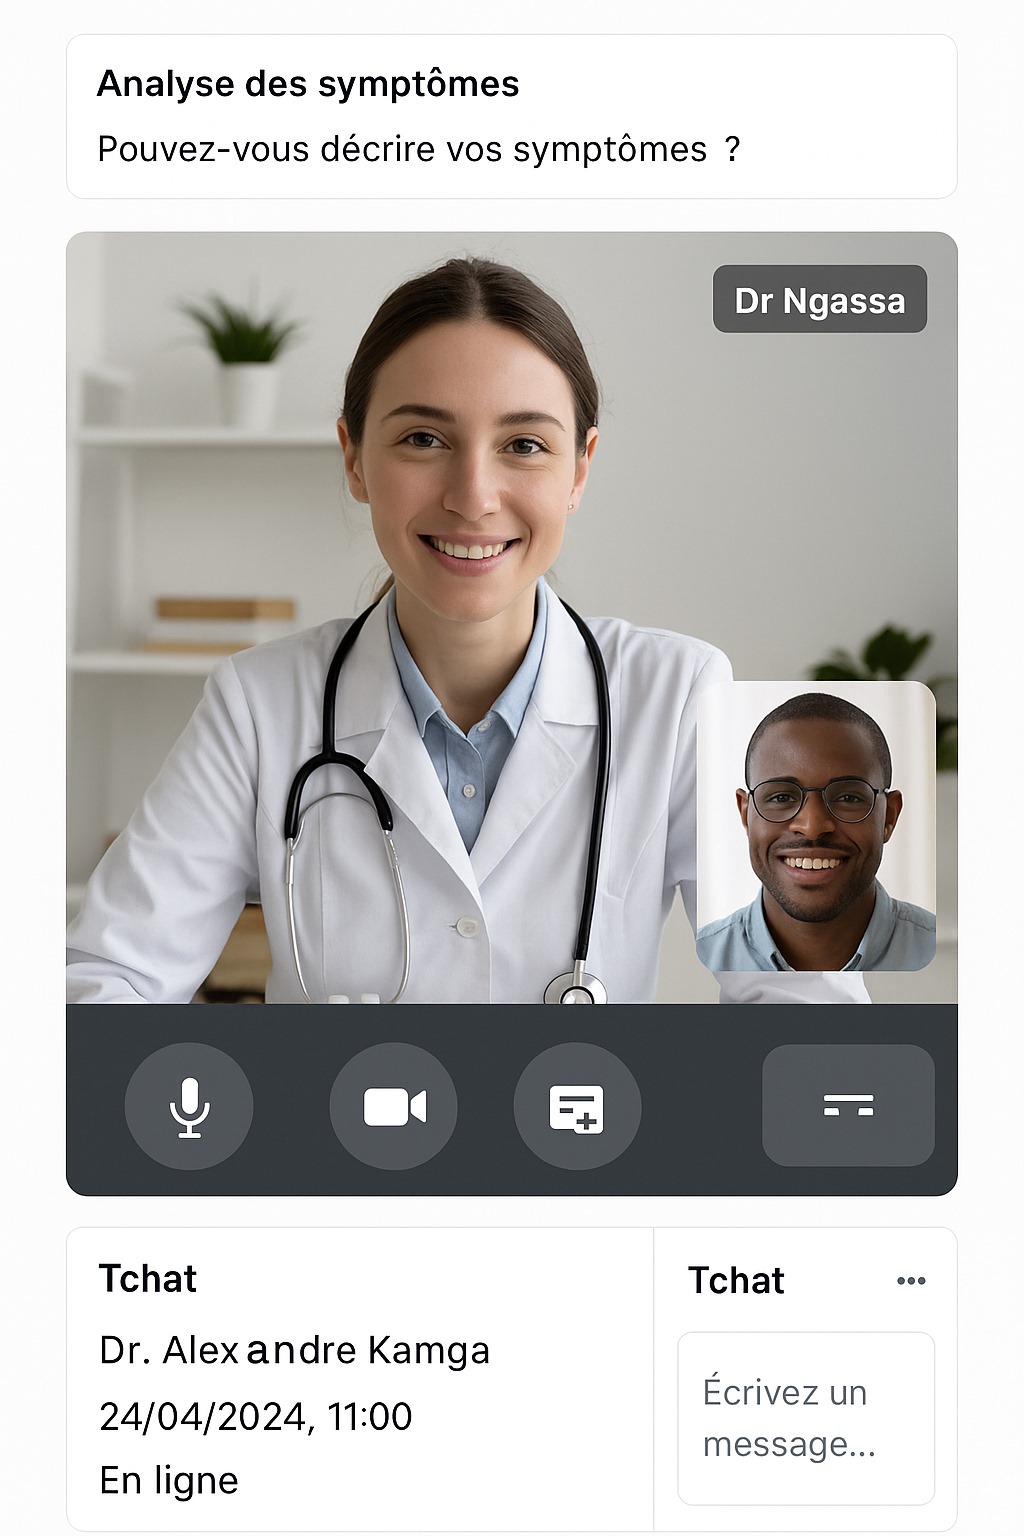 Analyse des symptômes
Pouvez-vous décrire vos symptômes ?
Dr Ngassa
Tchat
Dr. Alexandre Kamga
24/04/2024, 11:00
En ligne
Tchat
Écrivez un
message...